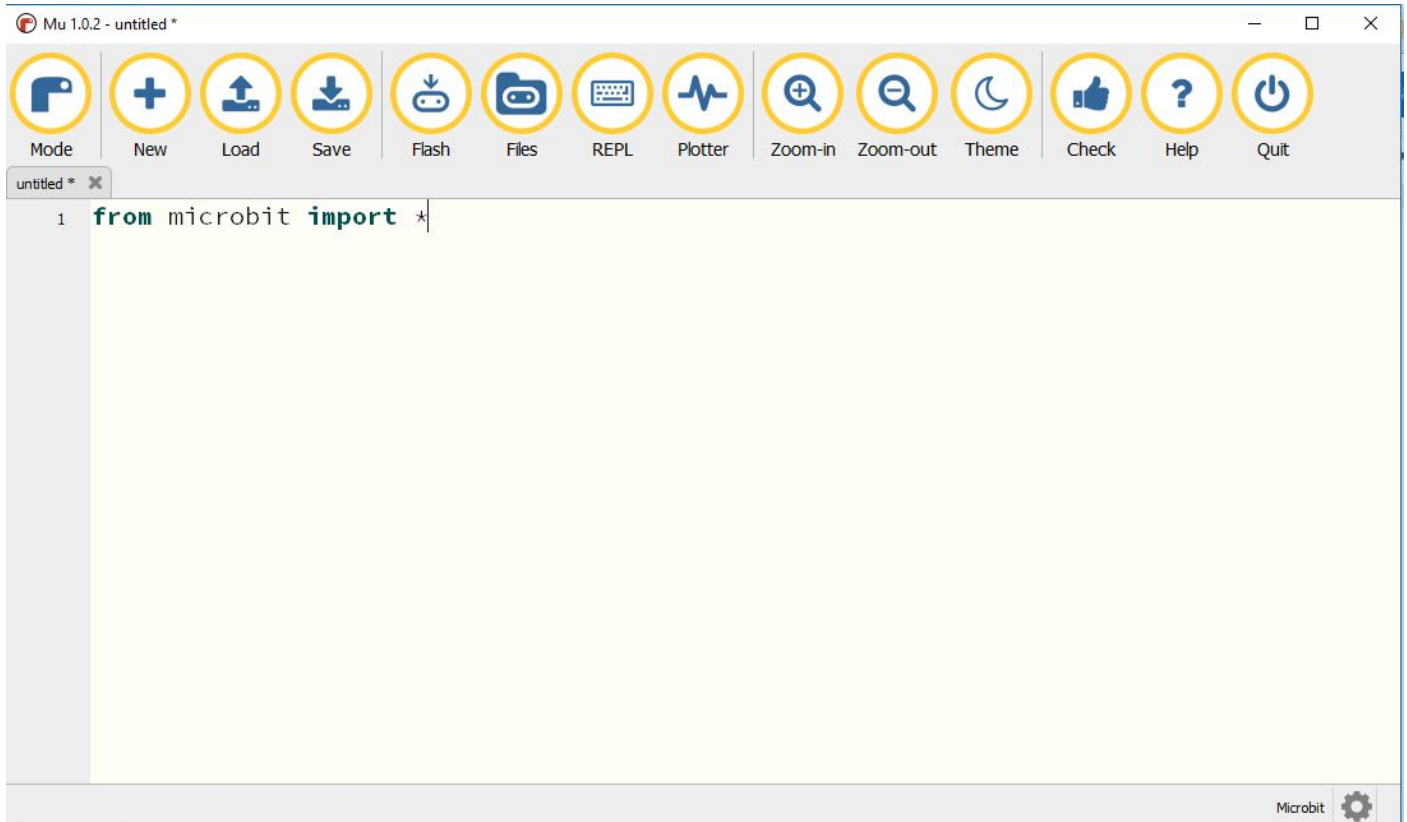 Mu 1.0.2 - untitled *
Mode New Load Save Flash Files REPL Plotter Zoom-in Zoom-out Theme Check Help Quit
untitled *
1 from microbit import *
Microbit